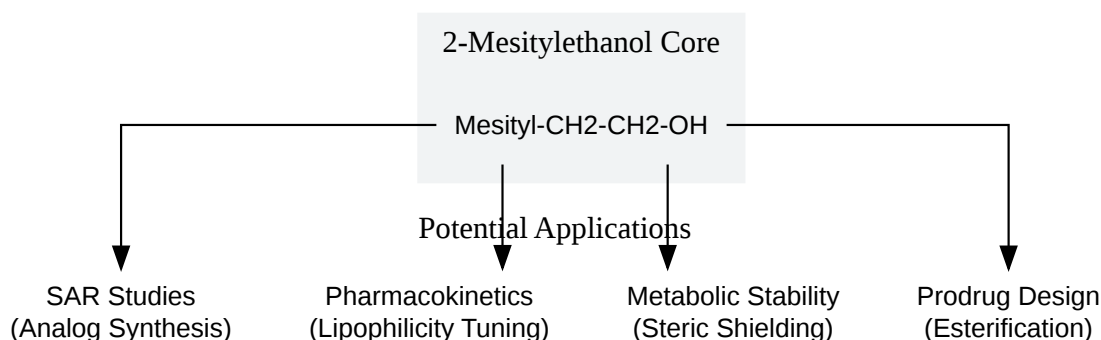 2-Mesitylethanol Core
Mesityl-CH2-CH2-OH
Potential Applications
SAR Studies
(Analog Synthesis)
Pharmacokinetics
(Lipophilicity Tuning)
Metabolic Stability
(Steric Shielding)
Prodrug Design
(Esterification)